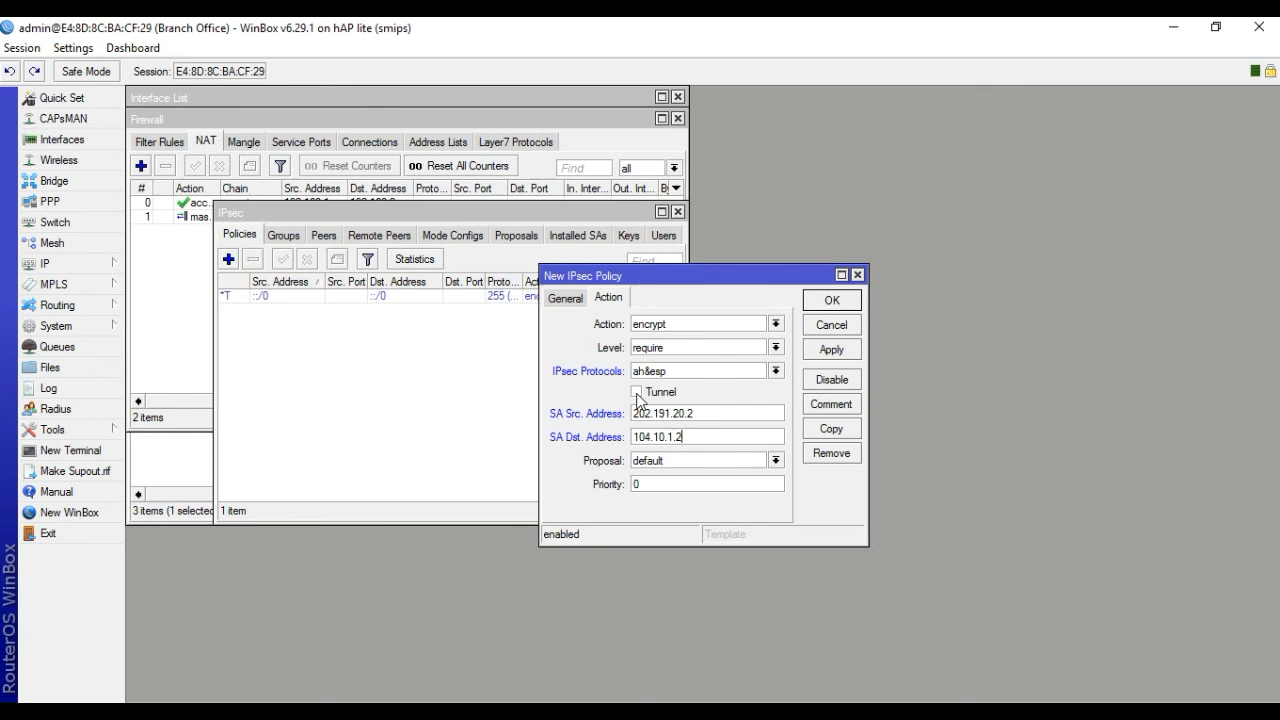 admin@E4:8D:8C:BA:CF:29 (Branch Office) - WinBox v6.29.1 on hAP lite (smips)
Session Settings Dashboard
Safe Mode Session: E4:8D:8C:BA:CF:29
Quick Set
CAPsMAN
Interfaces
Wireless
Bridge
PPP
Switch
Mesh
IP
MPLS
Routing
System
Queues
Files
Log
Radius
Tools
New Terminal
Make Supout.rif
Manual
New WinBox
Exit
RouterOS WinBox
Interface List
Firewall
Filter Rules NAT Mangle Service Ports Connections Address Lists Layer7 Protocols
00 Reset Counters 00 Reset All Counters Find all
# Action Chain Src. Address Dst. Address Proto... Src. Port Dst. Port In. Inter... Out. Int... By
0 acc...
1 mas...
2 items
3 items (1 selected
IPsec
Policies Groups Peers Remote Peers Mode Configs Proposals Installed SAs Keys Users
Statistics Find
Src. Address / Src. Port Dst. Address Dst. Port Proto... Act
*T ::/0 ::/0 255 (... enc
1 item
New IPsec Policy
General Action
Action: encrypt
Level: require
IPsec Protocols: ah&esp
Tunnel
SA Src. Address: 202.191.20.2
SA Dst. Address: 104.10.1.2
Proposal: default
Priority: 0
OK
Cancel
Apply
Disable
Comment
Copy
Remove
enabled Template